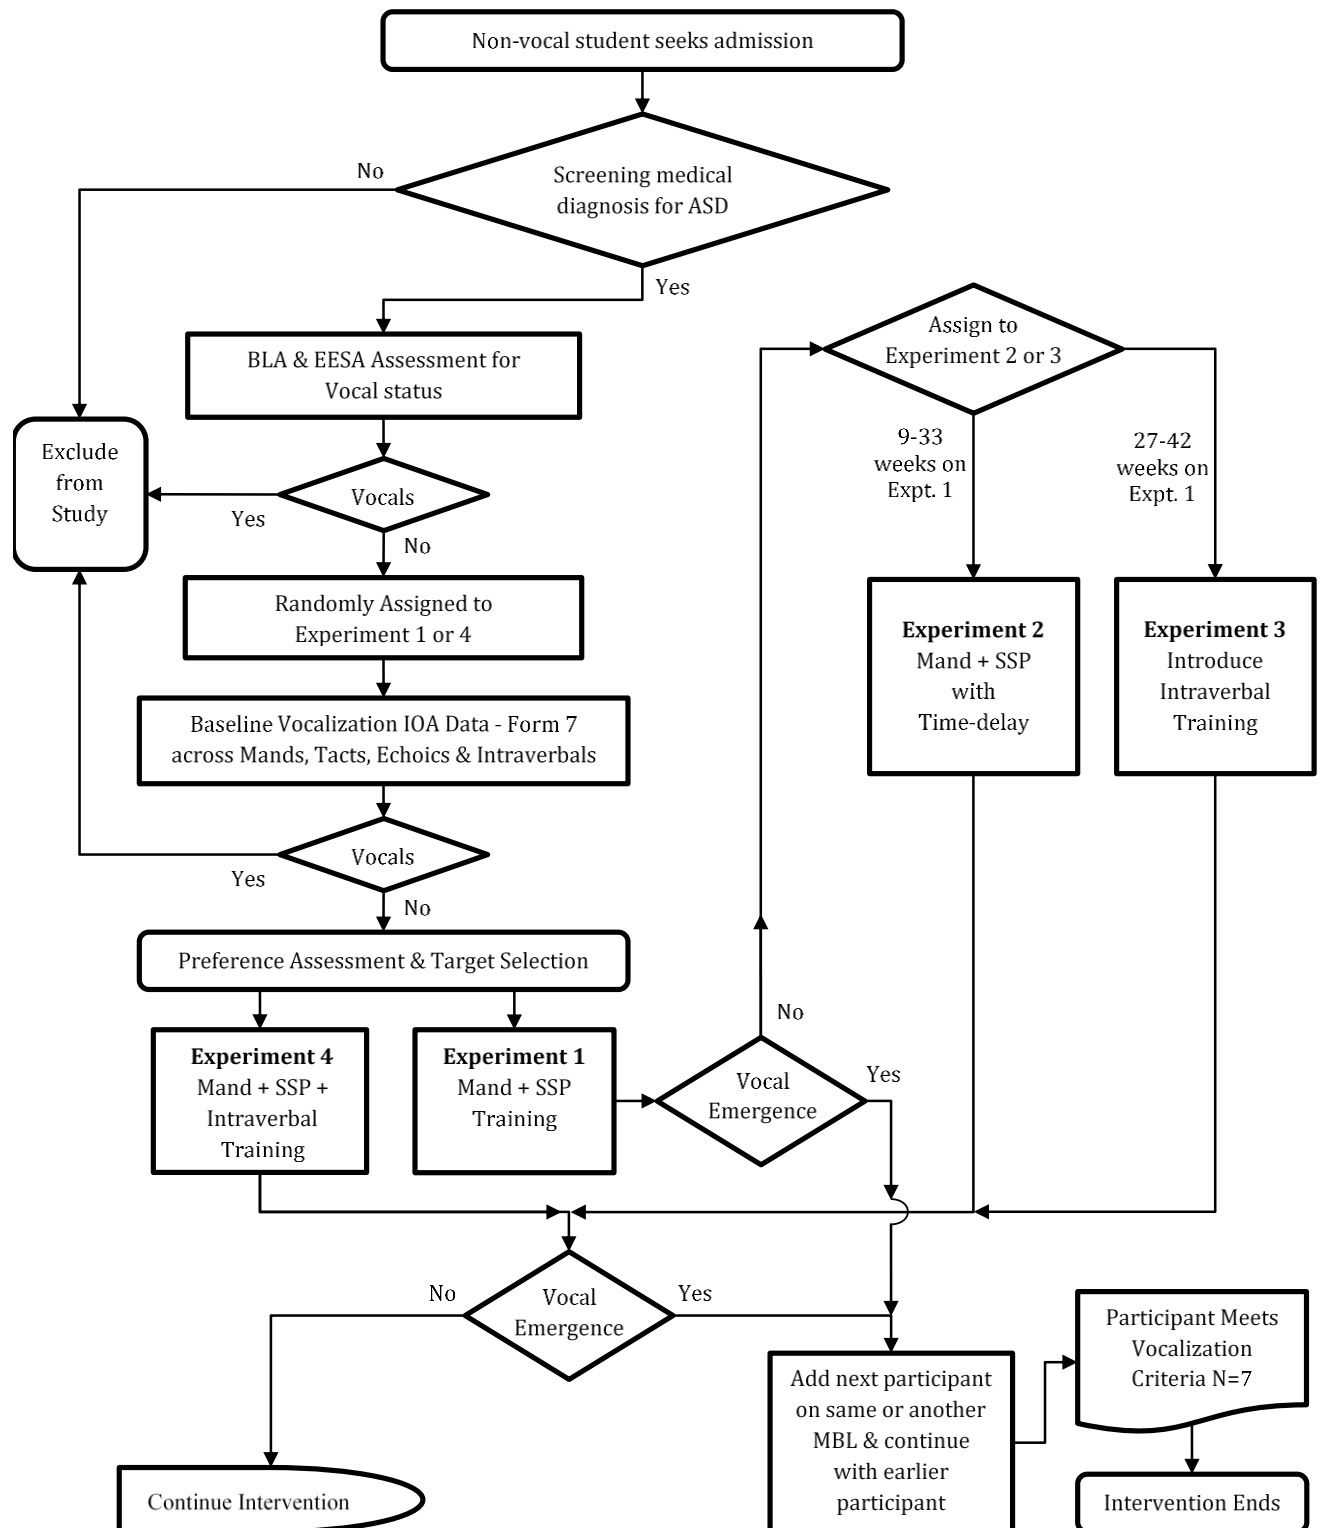 Non-vocal student seeks admission
No
Screening medical
diagnosis for ASD
Yes
BLA & EESA Assessment for
Vocal status
Exclude
from
Study
Vocals
Yes
No
Randomly Assigned to
Experiment 1 or 4
Baseline Vocalization IOA Data - Form 7
across Mands, Tacts, Echoics & Intraverbals
Vocals
Yes
No
Preference Assessment & Target Selection
Experiment 4
Mand + SSP +
Intraverbal
Training
Experiment 1
Mand + SSP
Training
Vocal
Emergence
No
Yes
Assign to
Experiment 2 or 3
9-33
weeks on
Expt. 1
27-42
weeks on
Expt. 1
Experiment 2
Mand + SSP
with
Time-delay
Experiment 3
Introduce
Intraverbal
Training
No
Vocal
Emergence
Yes
Continue Intervention
Add next participant
on same or another
MBL & continue
with earlier
participant
Participant Meets
Vocalization
Criteria N=7
Intervention Ends